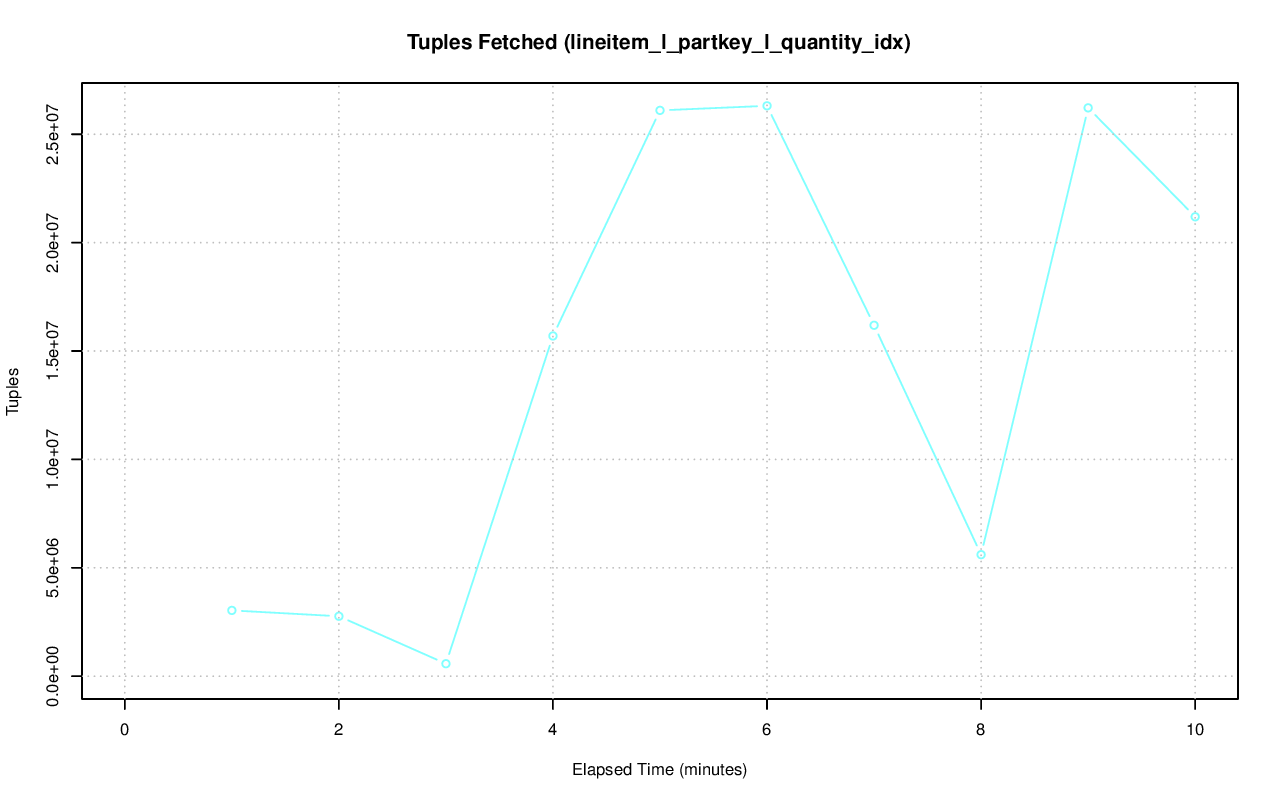 Tuples Fetched (lineitem_l_partkey_l_quantity_idx)
2.5e+07
2.0e+07
1.5e+07
1.0e+07
5.0e+06
0.0e+00
Tuples
0 2 4 6 8 10
Elapsed Time (minutes)